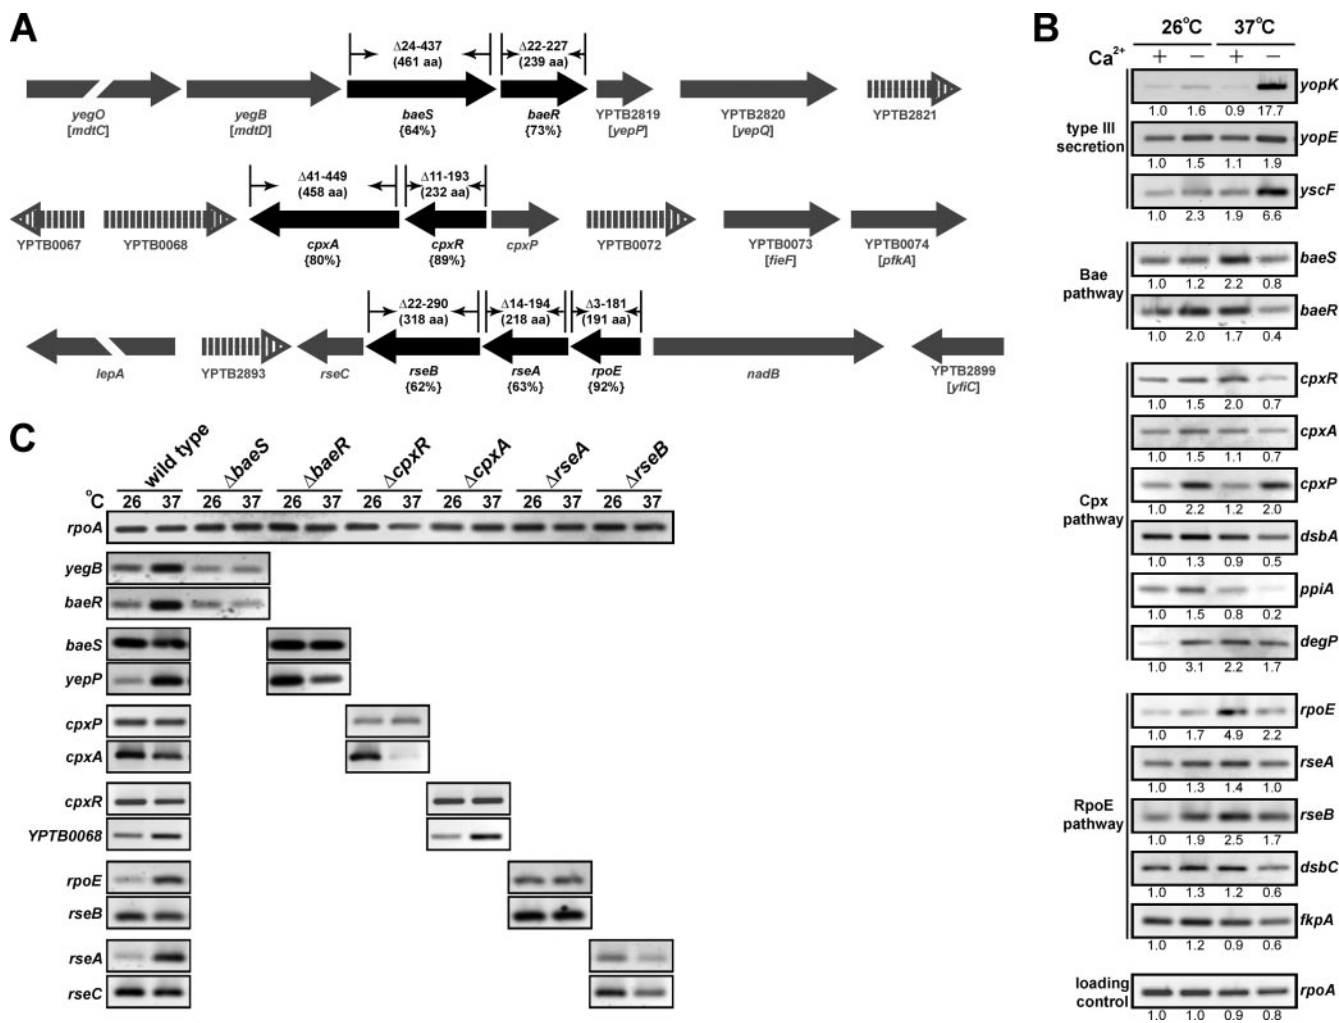 A
Δ24-437
(461 aa)
Δ22-227
(239 aa)
yegO
[mdtC]
yegB
[mdtD]
baeS
{64%}
baeR
{73%}
YPTB2819
[yepP]
YPTB2820
[yepQ]
YPTB2821
Δ41-449
(458 aa)
Δ11-193
(232 aa)
YPTB0067
YPTB0068
cpxA
{80%}
cpxR
{89%}
cpxP
YPTB0072
YPTB0073
[fieF]
YPTB0074
[pfkA]
Δ22-290
(318 aa)
Δ14-194
(218 aa)
Δ3-181
(191 aa)
lepA
YPTB2893
rseC
rseB
{62%}
rseA
{63%}
rpoE
{92%}
nadB
YPTB2899
[yfiC]
B
26°C 37°C
Ca2+ + − + −
type III
secretion
yopK
1.0 1.6 0.9 17.7
yopE
1.0 1.5 1.1 1.9
yscF
1.0 2.3 1.9 6.6
Bae
pathway
baeS
1.0 1.2 2.2 0.8
baeR
1.0 2.0 1.7 0.4
Cpx
pathway
cpxR
1.0 1.5 2.0 0.7
cpxA
1.0 1.5 1.1 0.7
cpxP
1.0 2.2 1.2 2.0
dsbA
1.0 1.3 0.9 0.5
ppiA
1.0 1.5 0.8 0.2
degP
1.0 3.1 2.2 1.7
RpoE
pathway
rpoE
1.0 1.7 4.9 2.2
rseA
1.0 1.3 1.4 1.0
rseB
1.0 1.9 2.5 1.7
dsbC
1.0 1.3 1.2 0.6
fkpA
1.0 1.2 0.9 0.6
loading
control
rpoA
1.0 1.0 0.9 0.8
C
wild type ΔbaeS ΔbaeR ΔcpxR ΔcpxA ΔrseA ΔrseB
°C 26 37 26 37 26 37 26 37 26 37 26 37 26 37
rpoA
yegB
baeR
baeS
yepP
cpxP
cpxA
cpxR
YPTB0068
rpoE
rseB
rseA
rseC